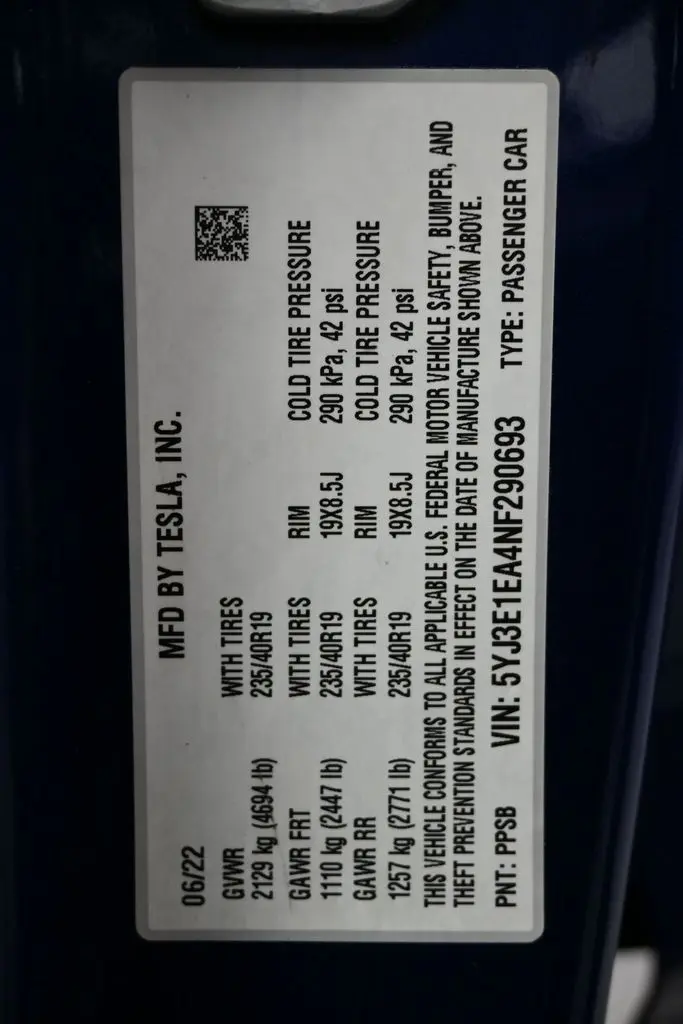 MFD BY TESLA, INC.
06/22
GVWR WITH TIRES
2129 kg (4694 lb) 235/40R19
GAWR FRT WITH TIRES RIM COLD TIRE PRESSURE
1110 kg (2447 lb) 235/40R19 19X8.5J 290 kPa, 42 psi
GAWR RR WITH TIRES RIM COLD TIRE PRESSURE
1257 kg (2771 lb) 235/40R19 19X8.5J 290 kPa, 42 psi
THIS VEHICLE CONFORMS TO ALL APPLICABLE U.S. FEDERAL MOTOR VEHICLE SAFETY, BUMPER, AND
THEFT PREVENTION STANDARDS IN EFFECT ON THE DATE OF MANUFACTURE SHOWN ABOVE.
PNT: PPSB VIN: 5YJ3E1EA4NF290693 TYPE: PASSENGER CAR